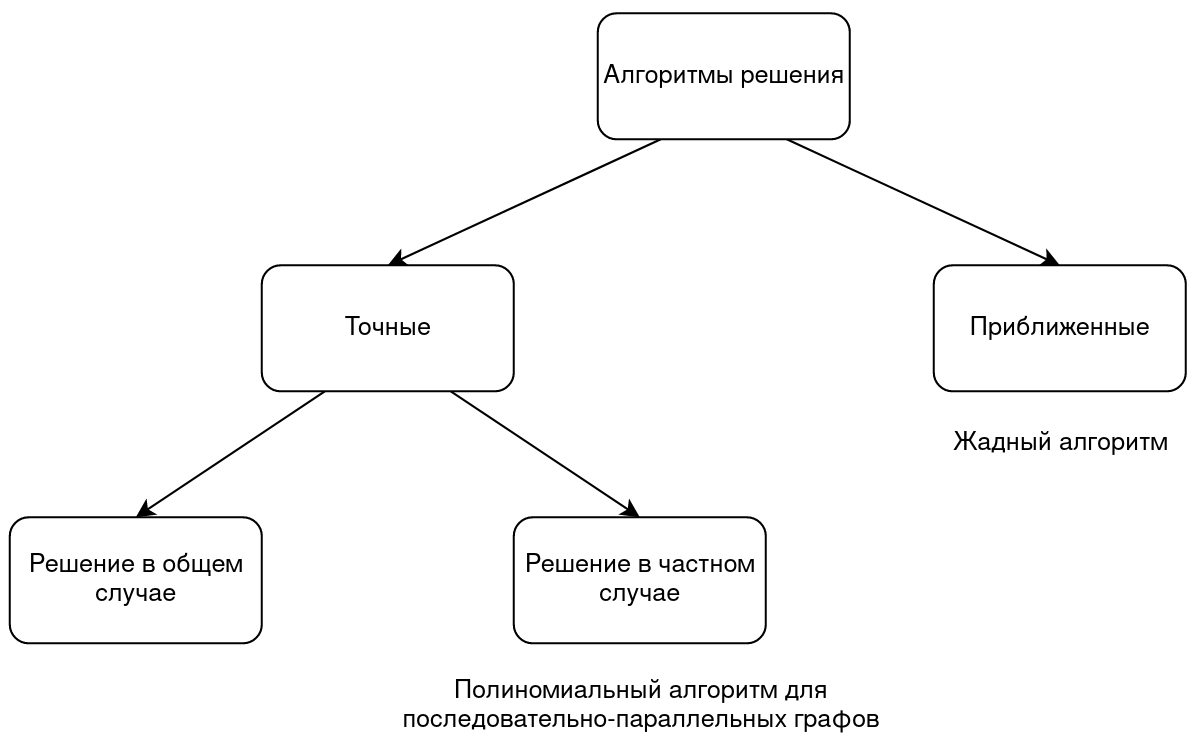 Алгоритмы решения
Точные
Приближенные
Жадный алгоритм
Решение в общем
случае
Решение в частном
случае
Полиномиальный алгоритм для
последовательно-параллельных графов